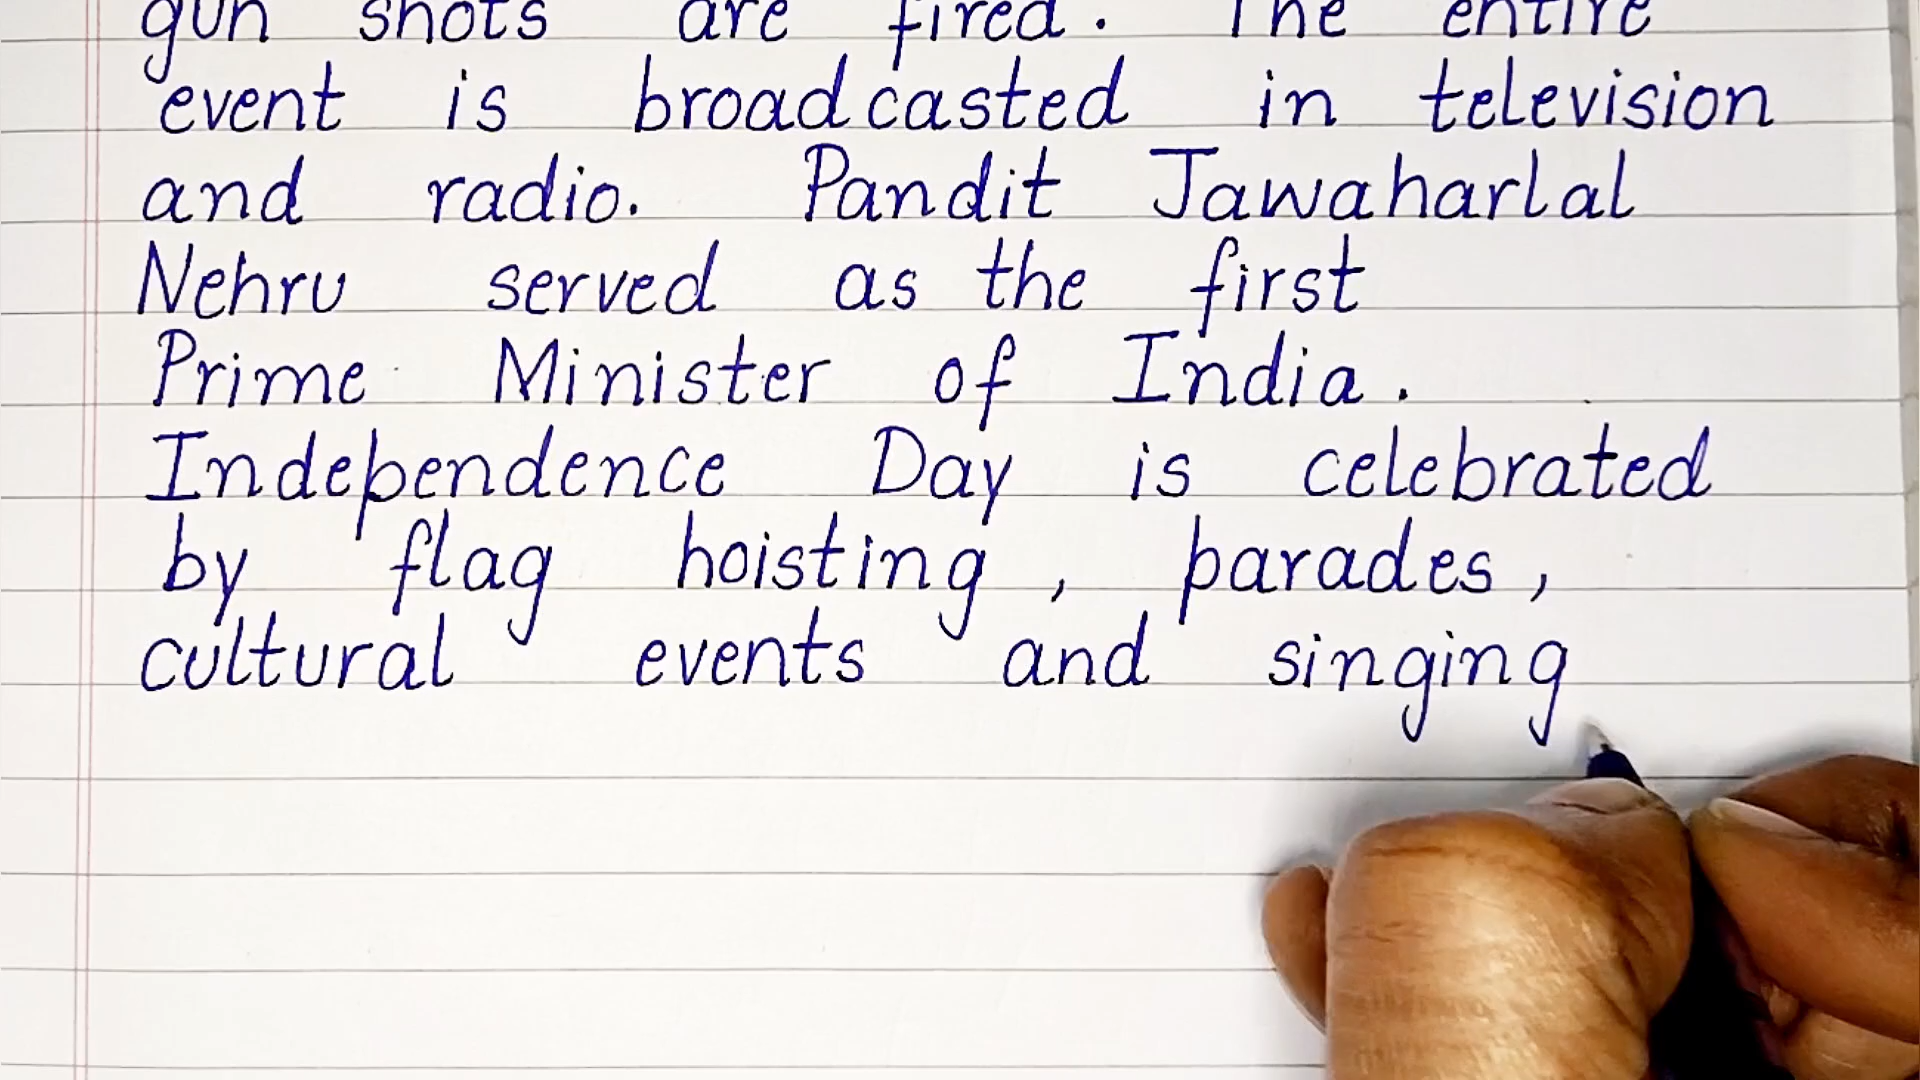 gun shots are fired. The entire
event is broadcasted in television
and radio. Pandit Jawaharlal
Nehru served as the first
Prime Minister of India.
Independence Day is celebrated
by flag hoisting, parades,
cultural events and singing